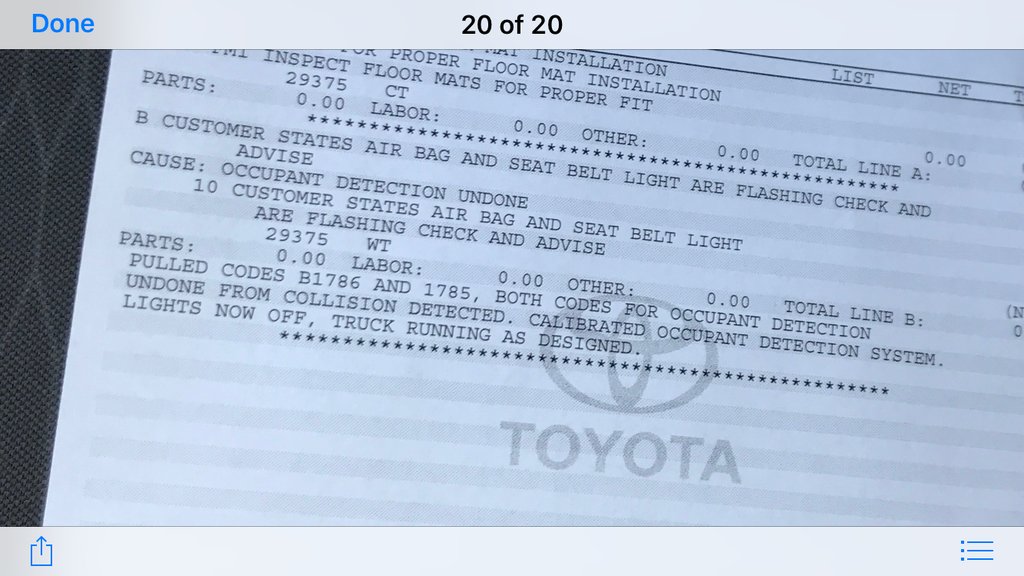 Done
20 of 20
MAT INSTALLATION
FOR PROPER FLOOR MAT INSTALLATION
INSPECT FLOOR MATS FOR PROPER FIT
LIST NET
29375 CT
PARTS: 0.00 LABOR: 0.00 OTHER: 0.00 TOTAL LINE A: 0.00
****************************************************
B CUSTOMER STATES AIR BAG AND SEAT BELT LIGHT ARE FLASHING CHECK AND
ADVISE
CAUSE: OCCUPANT DETECTION UNDONE
10 CUSTOMER STATES AIR BAG AND SEAT BELT LIGHT
ARE FLASHING CHECK AND ADVISE
29375 WT
(N
PARTS: 0.00 LABOR: 0.00 OTHER: 0.00 TOTAL LINE B: 0
PULLED CODES B1786 AND 1785, BOTH CODES FOR OCCUPANT DETECTION
UNDONE FROM COLLISION DETECTED. CALIBRATED OCCUPANT DETECTION SYSTEM.
LIGHTS NOW OFF, TRUCK RUNNING AS DESIGNED.
****************************************************
TOYOTA